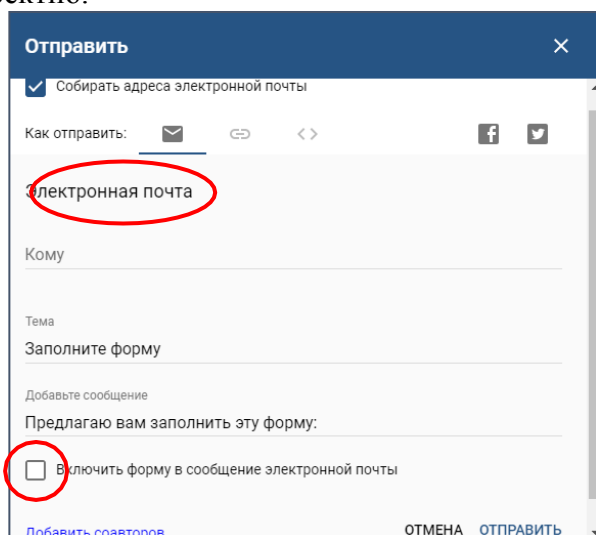 Отправить
Собирать адреса электронной почты
Как отправить:
Электронная почта
Кому
Тема
Заполните форму
Добавьте сообщение
Предлагаю вам заполнить эту форму:
Включить форму в сообщение электронной почты
Добавить соавторов ОТМЕНА ОТПРАВИТЬ